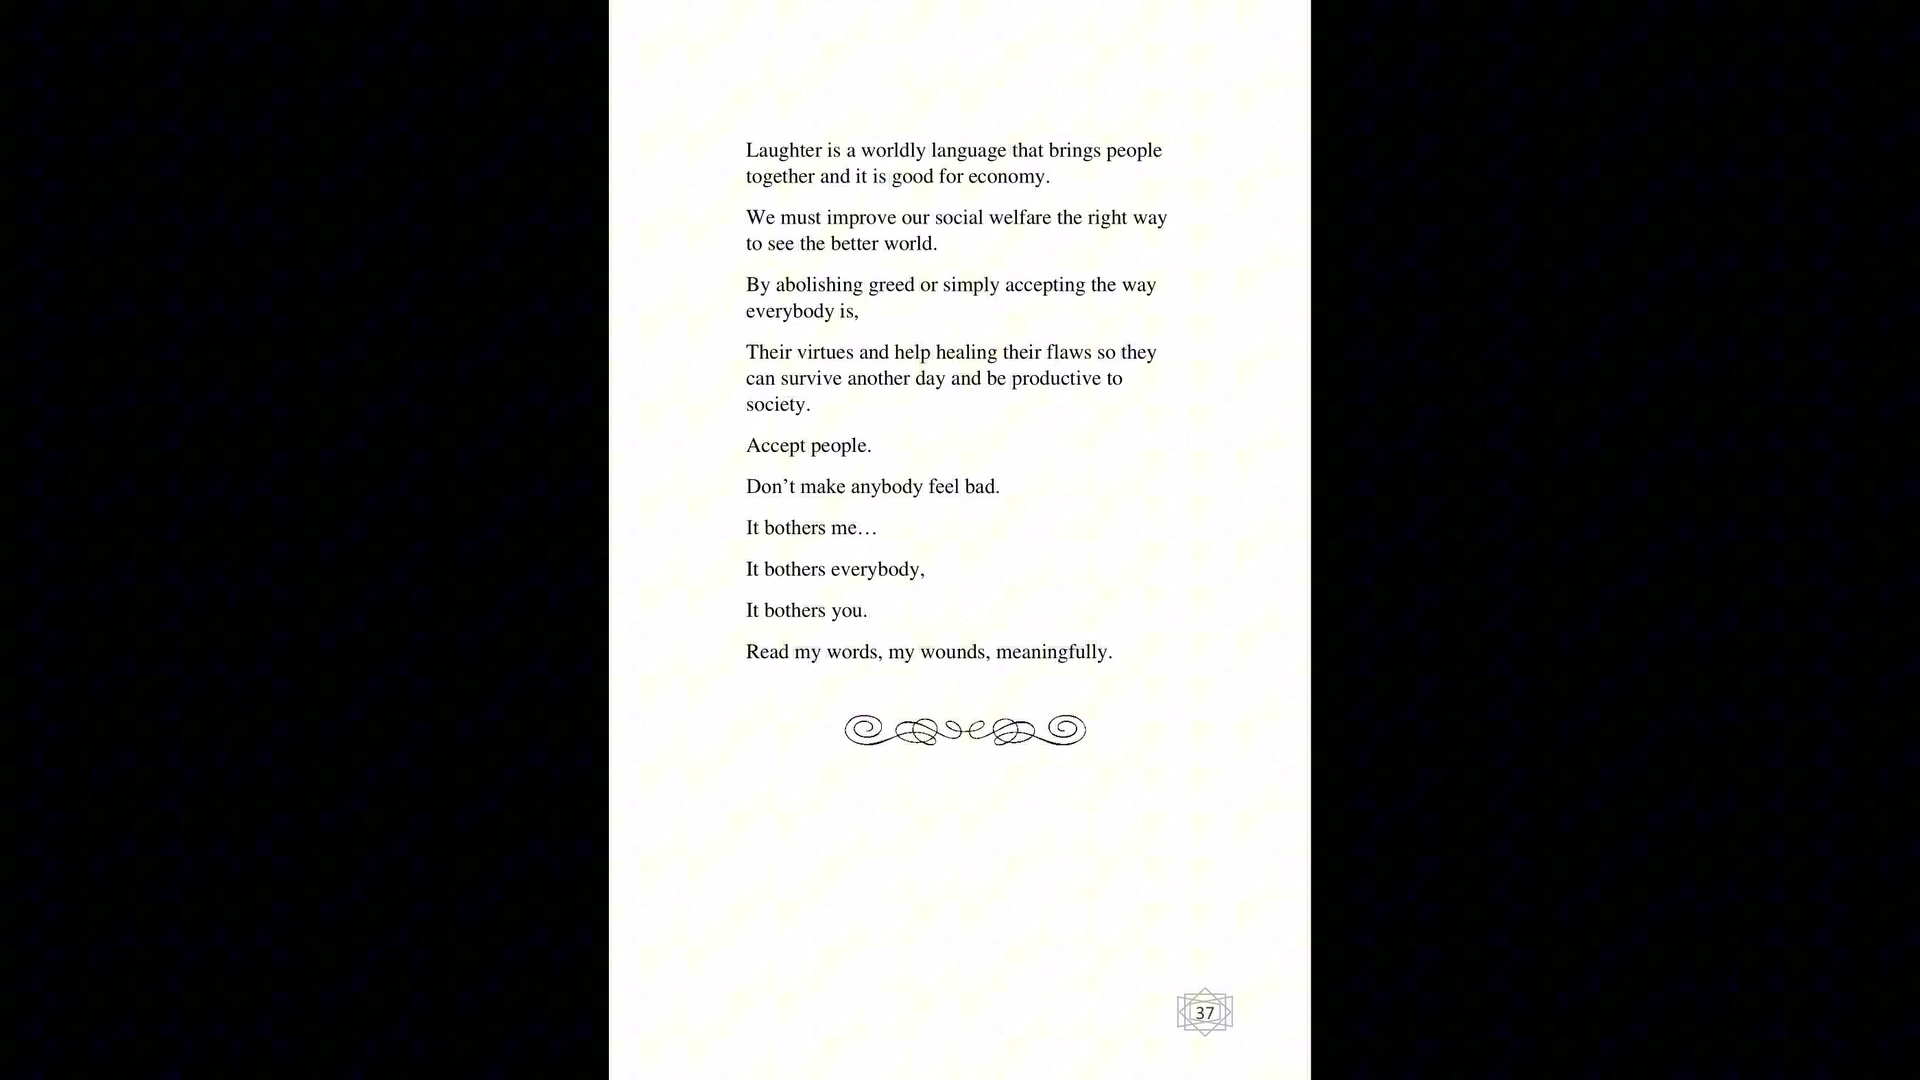 Laughter is a worldly language that brings people
together and it is good for economy.
We must improve our social welfare the right way
to see the better world.
By abolishing greed or simply accepting the way
everybody is,
Their virtues and help healing their flaws so they
can survive another day and be productive to
society.
Accept people.
Don’t make anybody feel bad.
It bothers me…
It bothers everybody,
It bothers you.
Read my words, my wounds, meaningfully.
37